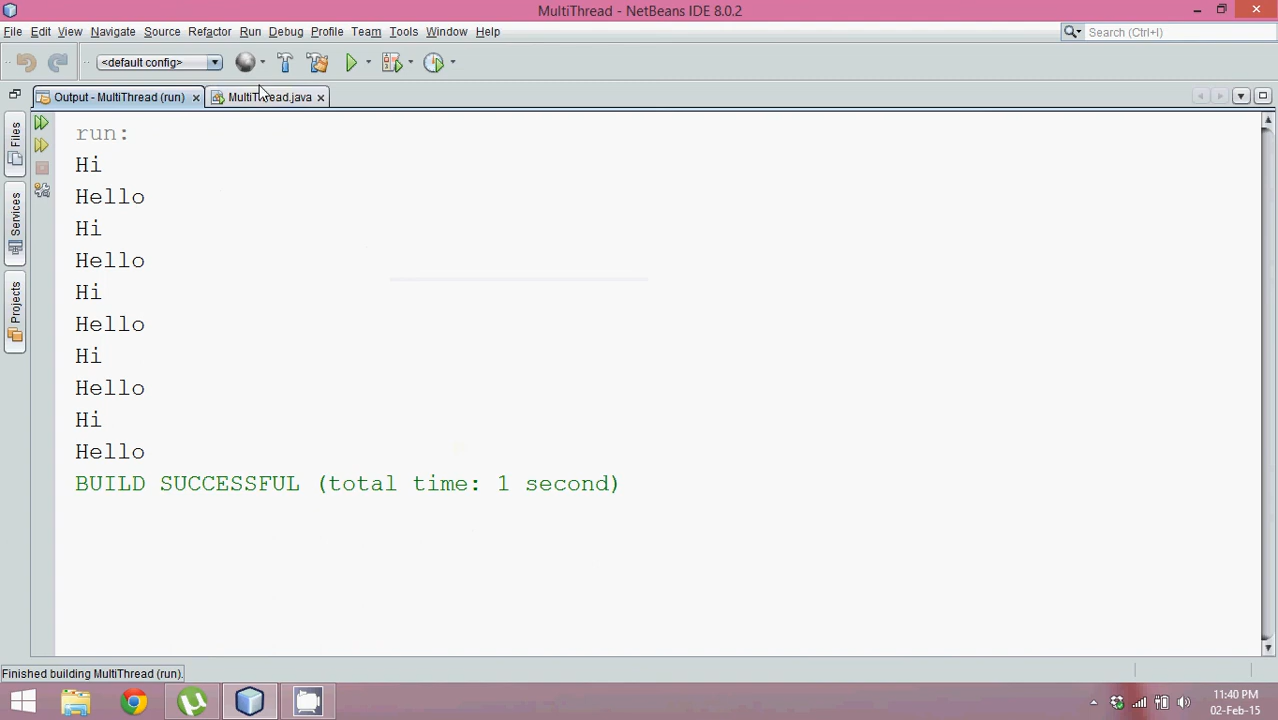 MultiThread - NetBeans IDE 8.0.2
File Edit View Navigate Source Refactor Run Debug Profile Team Tools Window Help
Search (Ctrl+I)
<default config>
Output - MultiThread (run)
MultiThread.java
Files
Services
Projects
run:
Hi
Hello
Hi
Hello
Hi
Hello
Hi
Hello
Hi
Hello
BUILD SUCCESSFUL (total time: 1 second)
Finished building MultiThread (run).
11:40 PM
02-Feb-15